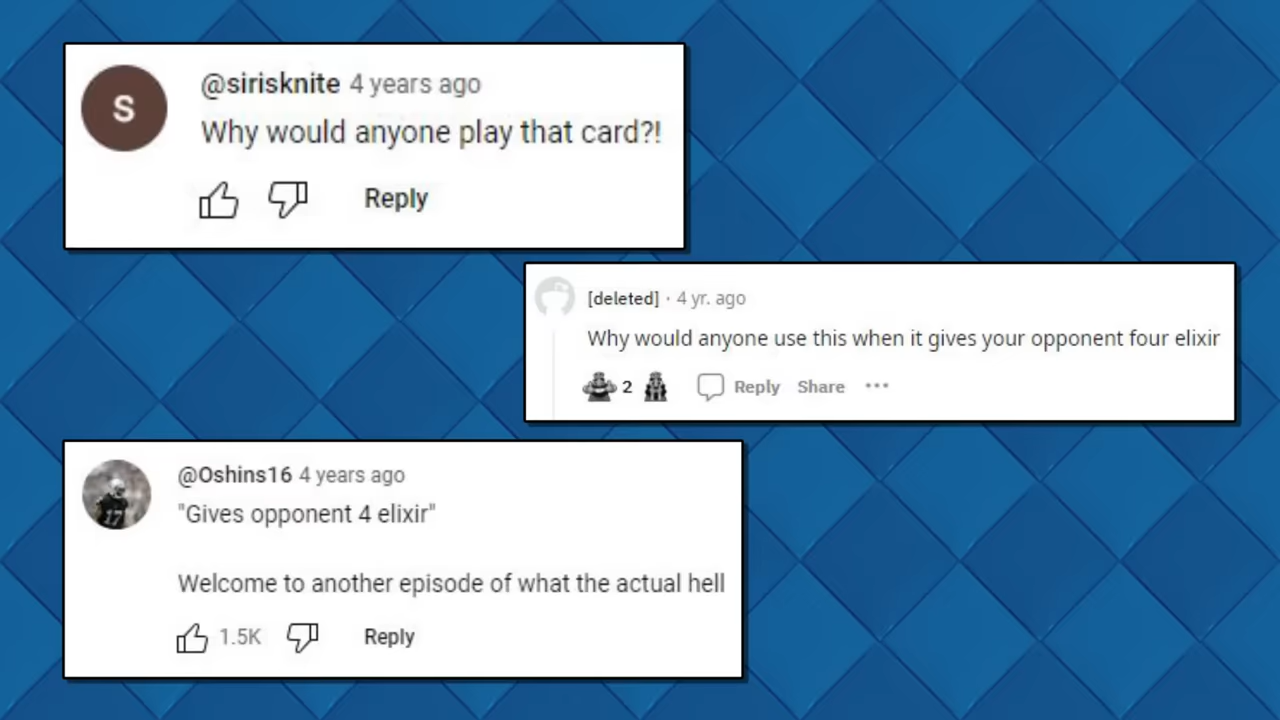 S
@sirisknite 4 years ago
Why would anyone play that card?!
Reply
[deleted] · 4 yr. ago
Why would anyone use this when it gives your opponent four elixir
2 Reply Share ···
@Oshins16 4 years ago
"Gives opponent 4 elixir"
Welcome to another episode of what the actual hell
1.5K Reply